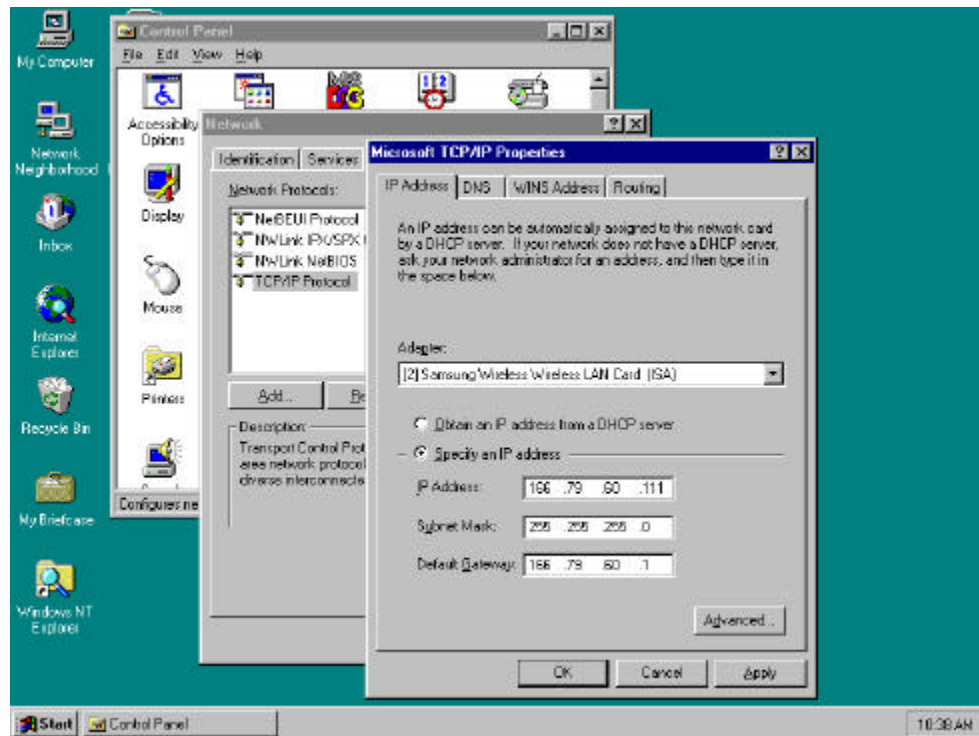 My Computer
Network
Neighborhood
Inbox
Internet
Explorer
Recycle Bin
My Briefcase
Windows NT
Explorer
Control Panel
File Edit View Help
Accessibility
Options
Display
Mouse
Printers
Configures ne
Network
Identification Services
Network Protocols:
NetBEUI Protocol
NWLink IPX/SPX
NWLink NetBIOS
TCP/IP Protocol
Add...
Re
Description:
Transport Control Prot
area network protocol
diverse interconnecte
Microsoft TCP/IP Properties
IP Address DNS WINS Address Routing
An IP address can be automatically assigned to this network card
by a DHCP server. If your network does not have a DHCP server,
ask your network administrator for an address, and then type it in
the space below.
Adapter:
[2] Samsung Wireless Wireless LAN Card (ISA)
Obtain an IP address from a DHCP server
Specify an IP address
IP Address: 166 .79 .60 .111
Subnet Mask: 255 .255 .255 .0
Default Gateway: 166 .79 .60 .1
Advanced...
OK Cancel Apply
Start Control Panel 10:38 AM